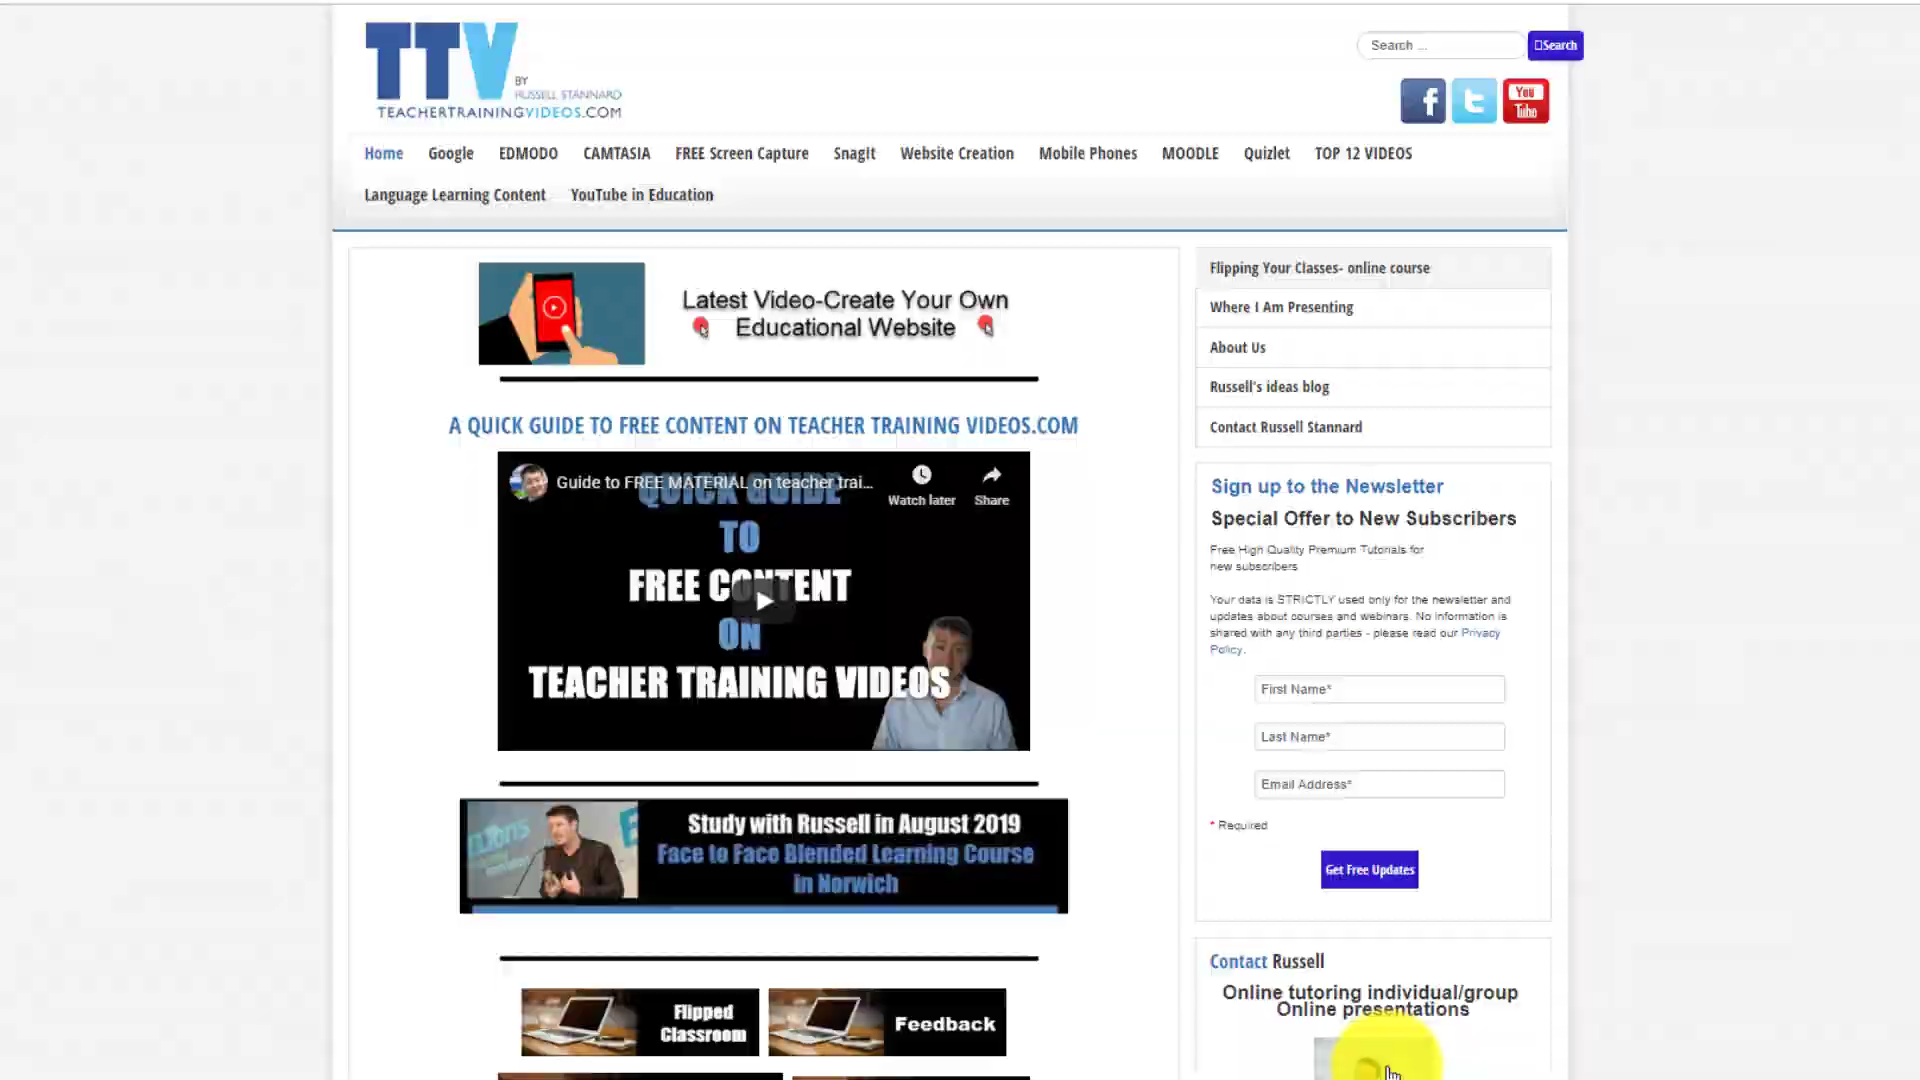 TTV
BY
RUSSELL STANNARD
TEACHERTRAININGVIDEOS.COM
Search ...
Search
f
t
You
Tube
Home Google EDMODO CAMTASIA FREE Screen Capture SnagIt Website Creation Mobile Phones MOODLE Quizlet TOP 12 VIDEOS
Language Learning Content YouTube in Education
Latest Video-Create Your Own
Educational Website
A QUICK GUIDE TO FREE CONTENT ON TEACHER TRAINING VIDEOS.COM
Guide to FREE MATERIAL on teacher trai...
Watch later
Share
QUICK GUIDE
TO
FREE CONTENT
ON
TEACHER TRAINING VIDEOS
Study with Russell in August 2019
Face to Face Blended Learning Course
in Norwich
Flipped
Classroom
Feedback
Flipping Your Classes- online course
Where I Am Presenting
About Us
Russell's ideas blog
Contact Russell Stannard
Sign up to the Newsletter
Special Offer to New Subscribers
Free High Quality Premium Tutorials for
new subscribers
Your data is STRICTLY used only for the newsletter and
updates about courses and webinars. No information is
shared with any third parties - please read our Privacy
Policy.
First Name*
Last Name*
Email Address*
* Required
Get Free Updates
Contact Russell
Online tutoring individual/group
Online presentations